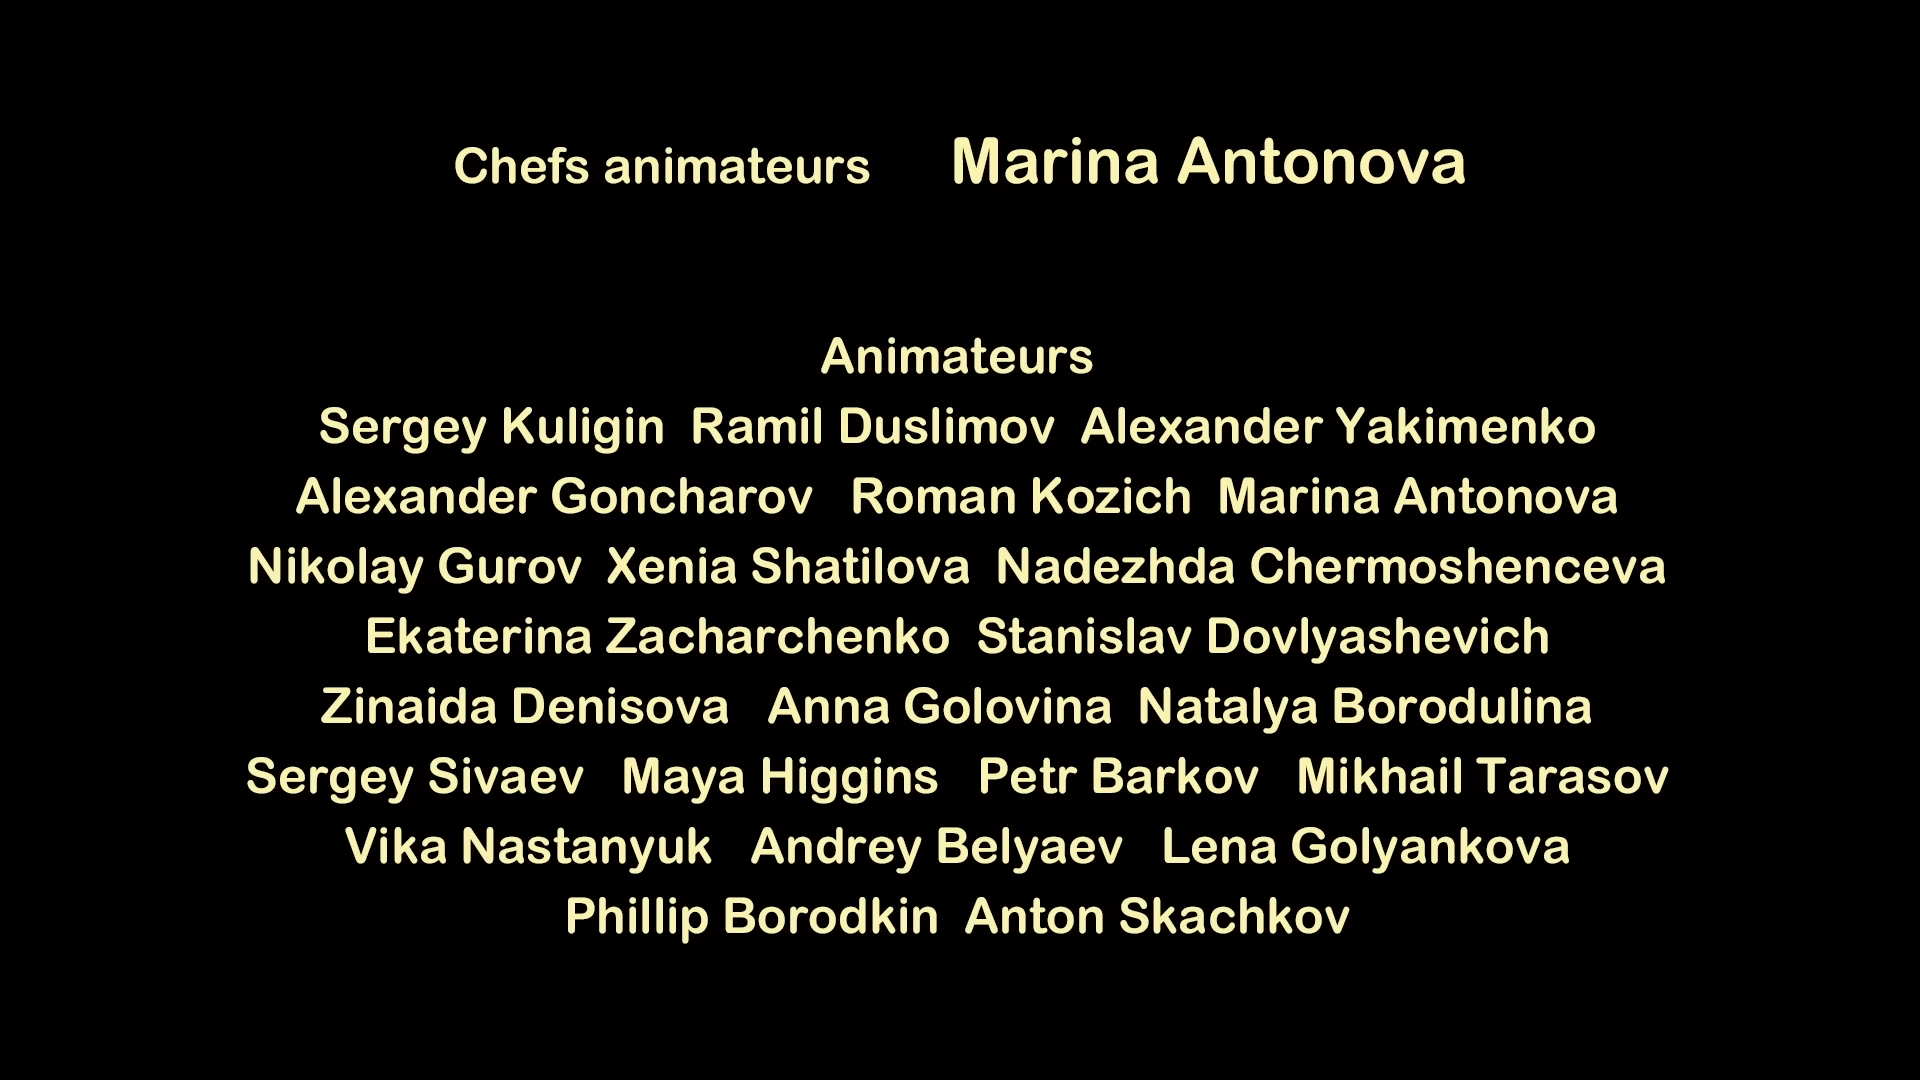 Chefs animateurs Marina Antonova
Animateurs
Sergey Kuligin Ramil Duslimov Alexander Yakimenko
Alexander Goncharov Roman Kozich Marina Antonova
Nikolay Gurov Xenia Shatilova Nadezhda Chermoshenceva
Ekaterina Zacharchenko Stanislav Dovlyashevich
Zinaida Denisova Anna Golovina Natalya Borodulina
Sergey Sivaev Maya Higgins Petr Barkov Mikhail Tarasov
Vika Nastanyuk Andrey Belyaev Lena Golyankova
Phillip Borodkin Anton Skachkov